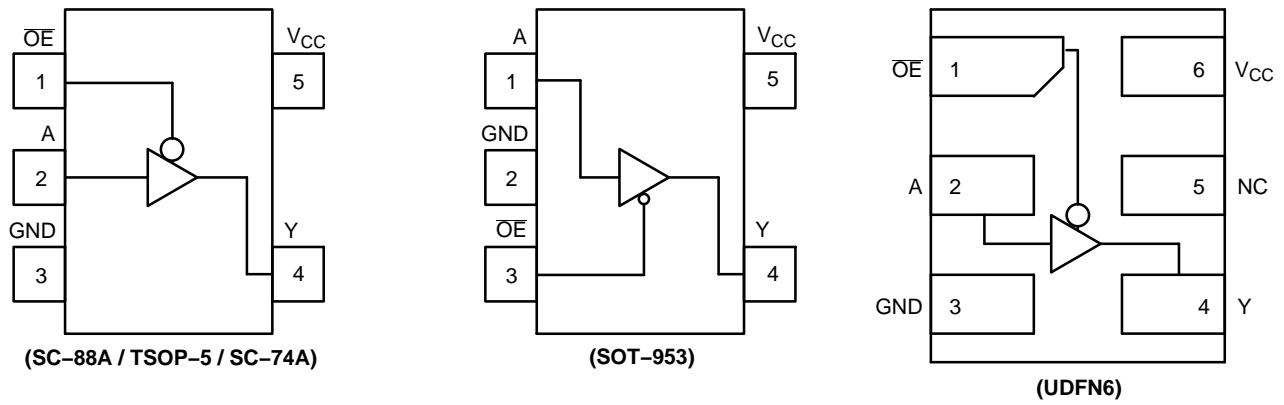 OE
VCC
1
5
A
2
GND
Y
3
4
(SC–88A / TSOP–5 / SC–74A)
A
VCC
1
5
GND
2
OE
Y
3
4
(SOT–953)
OE
1
6
VCC
A
2
5
NC
GND
3
4
Y
(UDFN6)